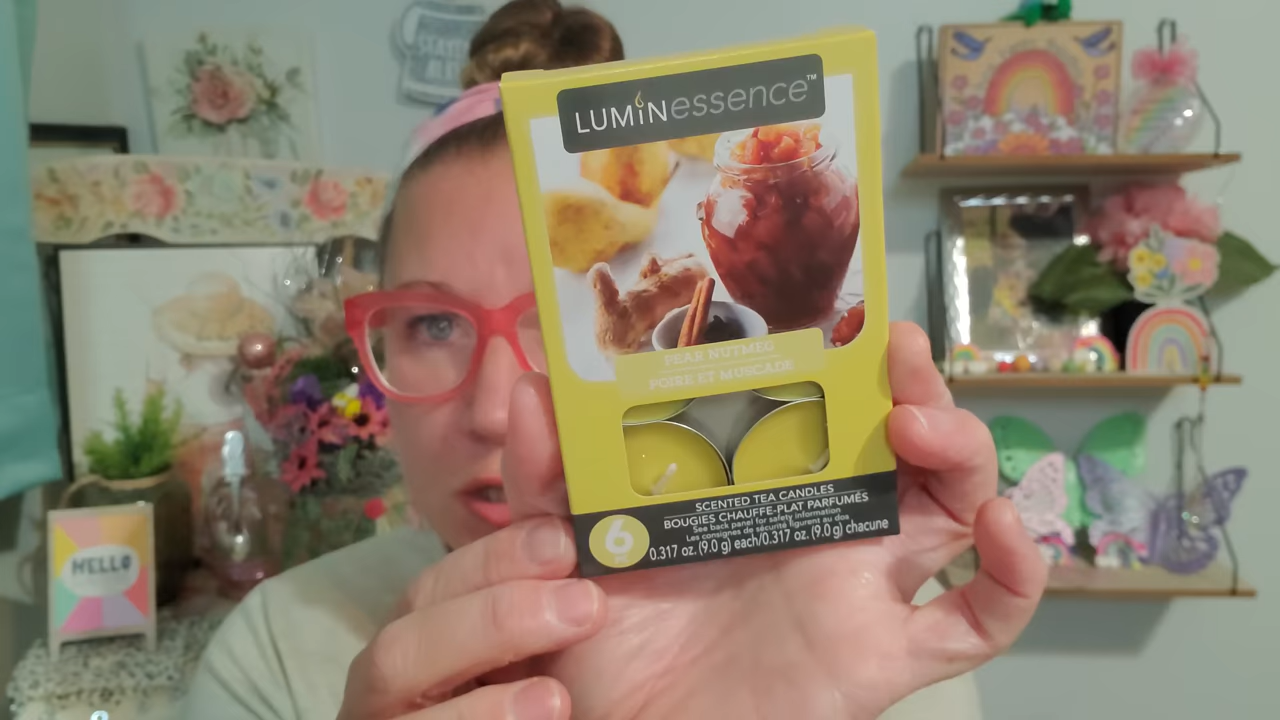 LUMiNessence™
PEAR NUTMEG
POIRE ET MUSCADE
SCENTED TEA CANDLES
BOUGIES CHAUFFE-PLAT PARFUMÉS
See back panel for safety information
Les consignes de sécurité figurent au dos
6
0.317 oz. (9.0 g) each/0.317 oz. (9.0 g) chacune
HELLO